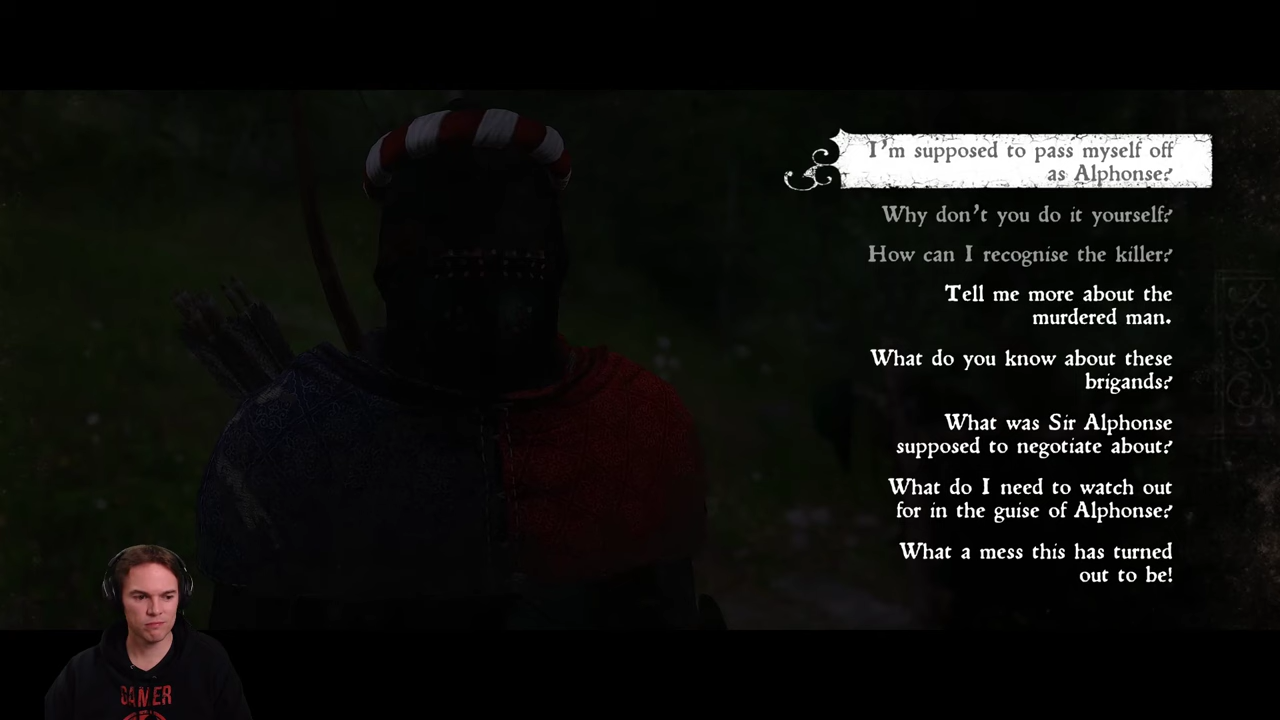 I'm supposed to pass myself off
as Alphonse?
Why don't you do it yourself?
How can I recognise the killer?
Tell me more about the
murdered man.
What do you know about these
brigands?
What was Sir Alphonse
supposed to negotiate about?
What do I need to watch out
for in the guise of Alphonse?
What a mess this has turned
out to be!
GAMER